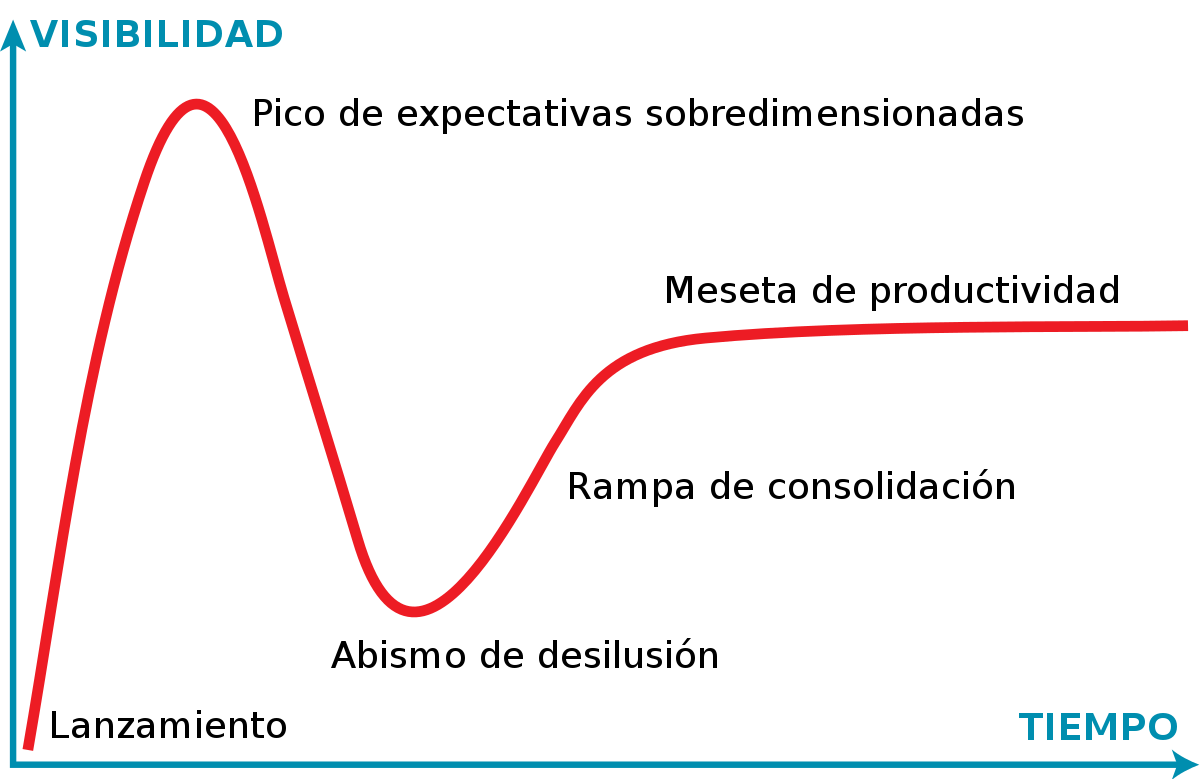 VISIBILIDAD
Pico de expectativas sobredimensionadas
Meseta de productividad
Rampa de consolidación
Abismo de desilusión
Lanzamiento
TIEMPO